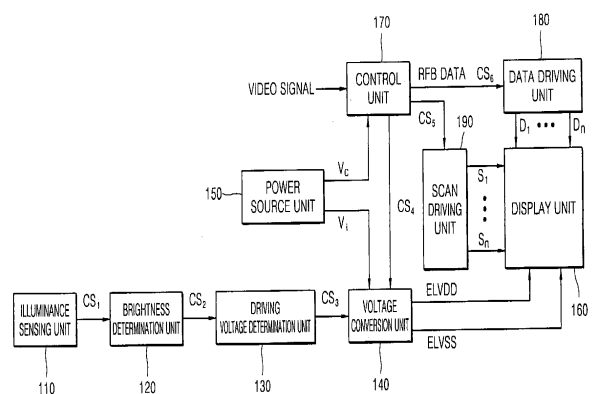 170
180
VIDEO SIGNAL
CONTROL
UNIT
RFB DATA CS6
DATA DRIVING
UNIT
CS5
190
D1 ••• Dn
150
POWER
SOURCE UNIT
VC
Vi
CS4
SCAN
DRIVING
UNIT
S1
Sn
DISPLAY UNIT
160
ILLUMINANCE
SENSING UNIT
CS1
BRIGHTNESS
DETERMINATION UNIT
CS2
DRIVING
VOLTAGE DETERMINATION UNIT
CS3
VOLTAGE
CONVERSION UNIT
ELVDD
ELVSS
110
120
130
140